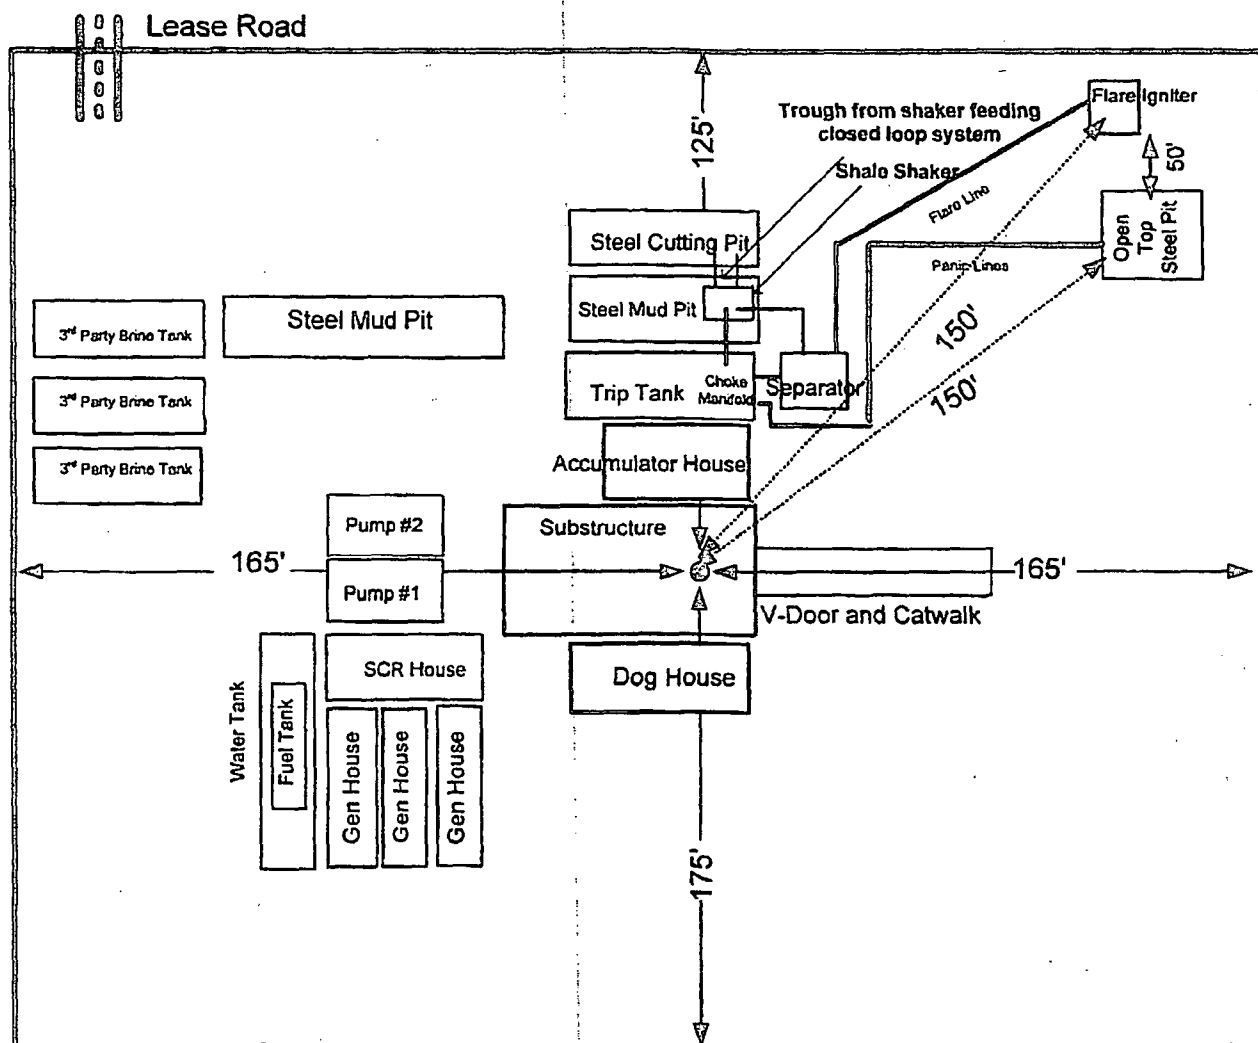 Lease Road
125'
Trough from shaker feeding
closed loop system
Shale Shaker
Flare Igniter
50'
Flare Line
Open
Top
Steel Pit
Panic Lines
Steel Cutting Pit
Steel Mud Pit
Steel Mud Pit
3rd Party Brine Tank
3rd Party Brine Tank
3rd Party Brine Tank
Trip Tank
Choke
Manifold
Separator
150'
150'
Accumulator House
Substructure
Pump #2
Pump #1
165'
165'
V-Door and Catwalk
SCR House
Dog House
Water Tank
Fuel Tank
Gen House
Gen House
Gen House
175'